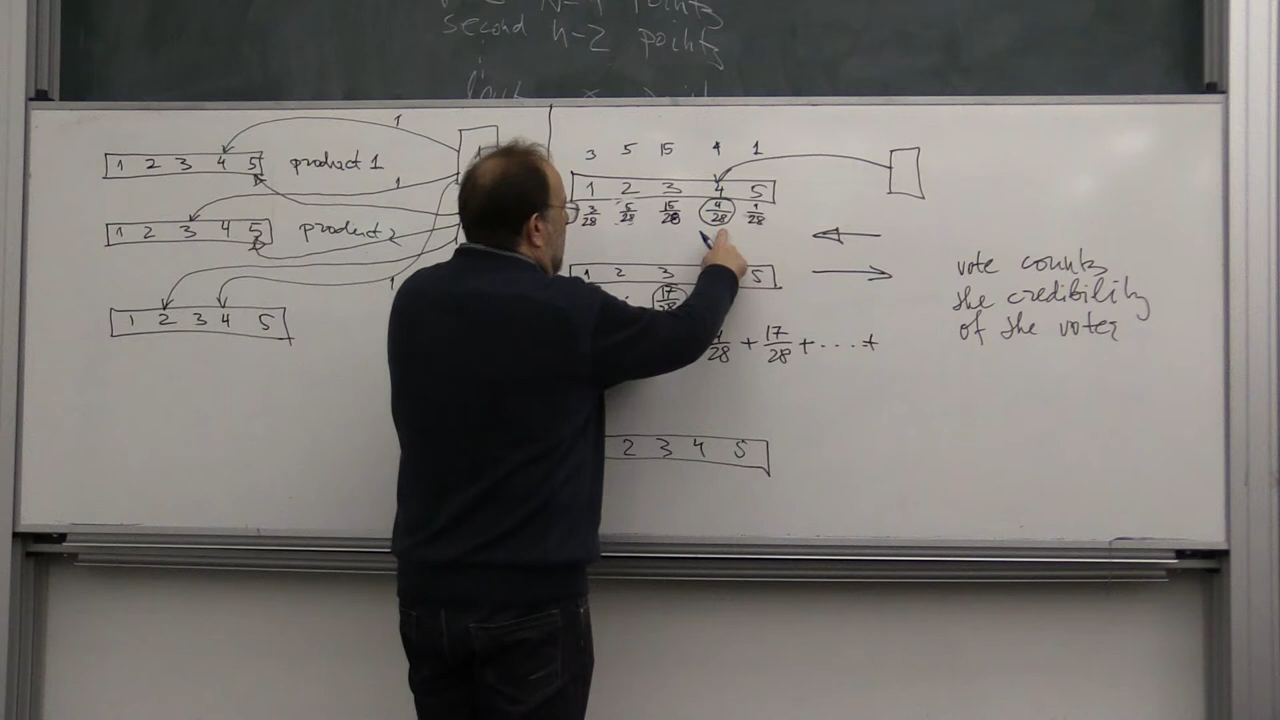 second n-2 points
1
1 2 3 4 5 product 1
1
1 2 3 4 5 product 2
1
1 2 3 4 5
3 5 15 4 1
1 2 3 4 5
3/28 5/28 15/28 4/28 1/28
1 2 3 5
17/28
4/28 + 17/28 + . . . . +
2 3 4 5
vote counts
the credibility
of the voter